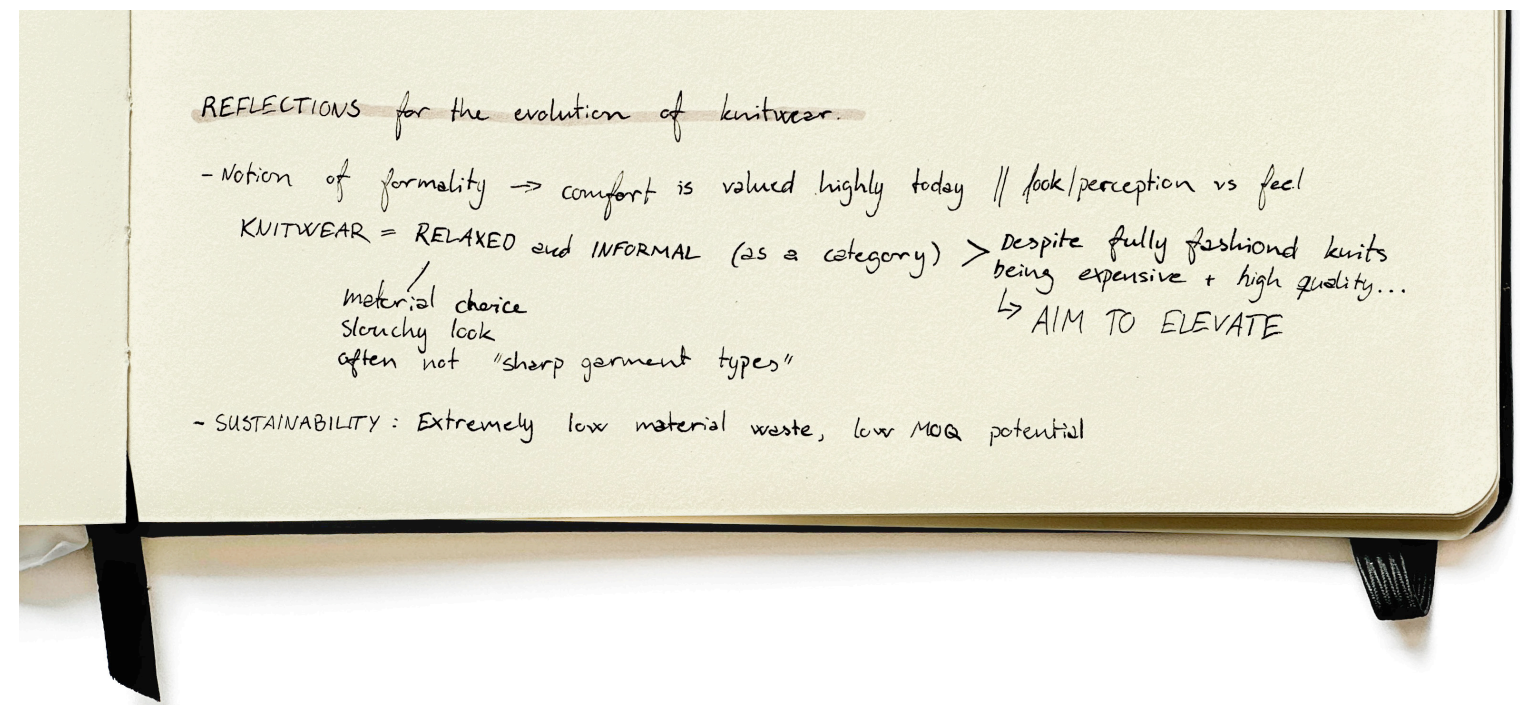 REFLECTIONS for the evolution of knitwear.
- Notion of formality → comfort is valued highly today || look/perception vs feel
KNITWEAR = RELAXED and INFORMAL (as a category) > Despite fully fashiond knits
being expensive + high quality...
↳ AIM TO ELEVATE
material choice
slouchy look
often not "sharp garment types"
- SUSTAINABILITY : Extremely low material waste, low MOQ potential